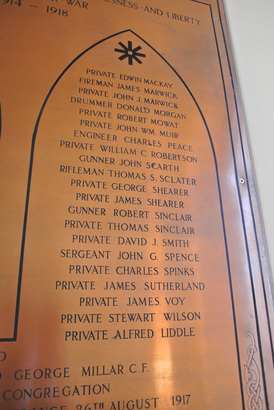 OUSNESS·AND·LIBERTY
WAR
1914 – 1918
PRIVATE EDWIN MACKAY
FIREMAN JAMES MARWICK
PRIVATE JOHN J. MARWICK
DRUMMER DONALD MORGAN
PRIVATE ROBERT MOWAT
PRIVATE JOHN WM. MUIR
ENGINEER CHARLES PEACE
PRIVATE WILLIAM C. ROBERTSON
GUNNER JOHN SCARTH
RIFLEMAN THOMAS S. SCLATER
PRIVATE GEORGE SHEARER
PRIVATE JAMES SHEARER
GUNNER ROBERT SINCLAIR
PRIVATE THOMAS SINCLAIR
PRIVATE DAVID J. SMITH
SERGEANT JOHN G. SPENCE
PRIVATE CHARLES SPINKS
PRIVATE JAMES SUTHERLAND
PRIVATE JAMES VOY
PRIVATE STEWART WILSON
PRIVATE ALFRED LIDDLE
GEORGE MILLAR C.F.
CONGREGATION
26TH AUGUST 1917